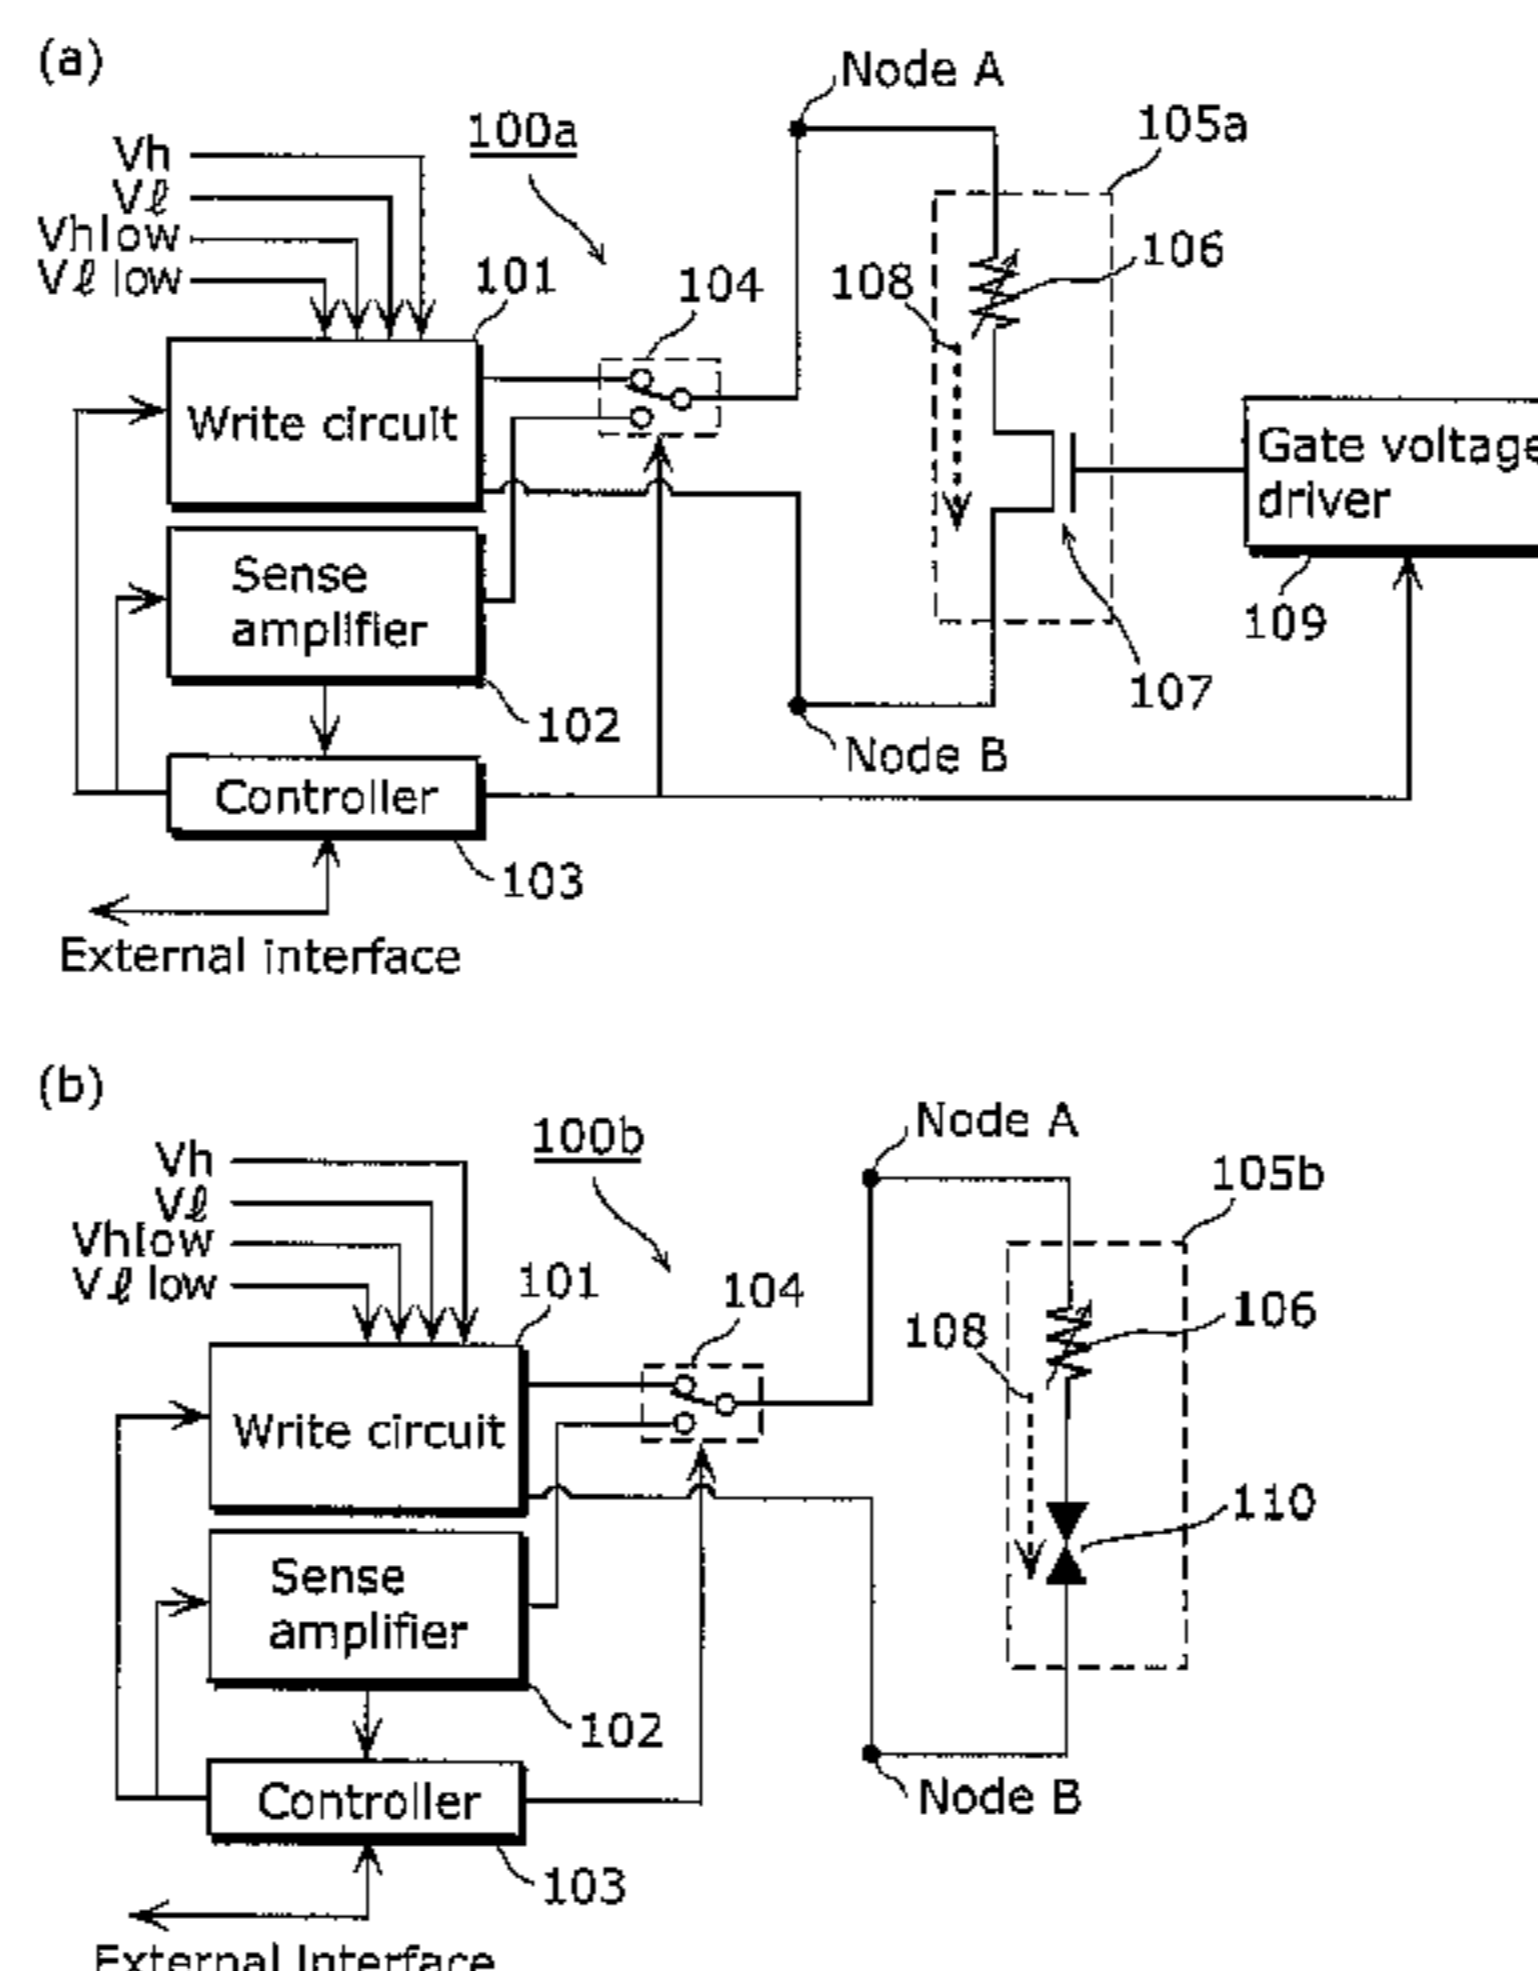 (a)
Node A
105a
100a
Vh
Vℓ
Vhlow
Vℓ low
101
104
108
106
Write circuit
Gate voltage
driver
Sense
amplifier
109
107
102
Node B
Controller
103
External interface
(b)
Node A
100b
105b
Vh
Vℓ
Vhlow
Vℓ low
101
104
106
108
Write circuit
110
Sense
amplifier
102
Node B
Controller
103
External Interface